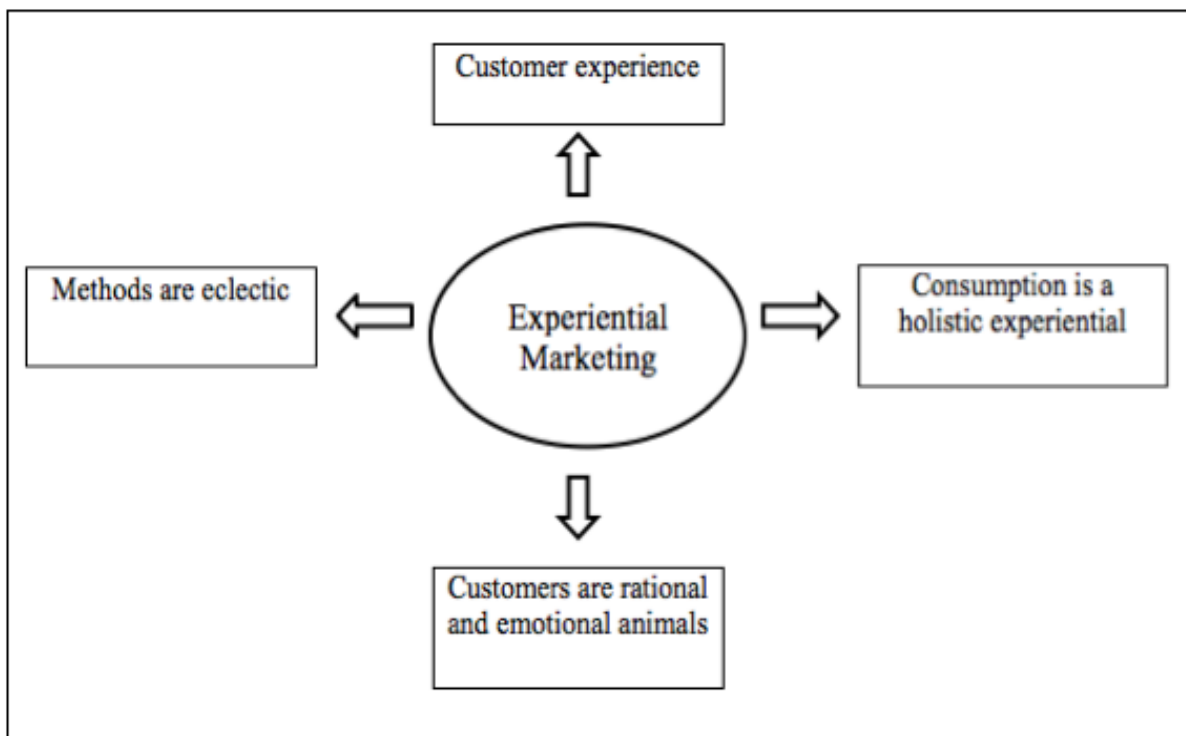 Customer experience
Methods are eclectic
Experiential
Marketing
Consumption is a
holistic experiential
Customers are rational
and emotional animals